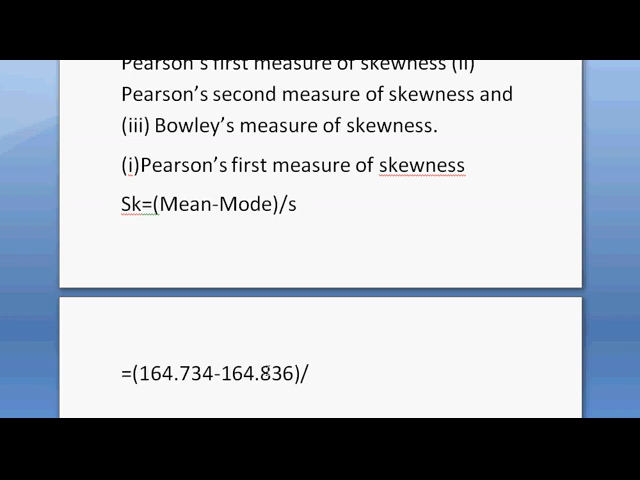 Pearson's first measure of skewness (ii)
Pearson's second measure of skewness and
(iii) Bowley's measure of skewness.
(i)Pearson's first measure of skewness
Sk=(Mean-Mode)/s
=(164.734-164.836)/